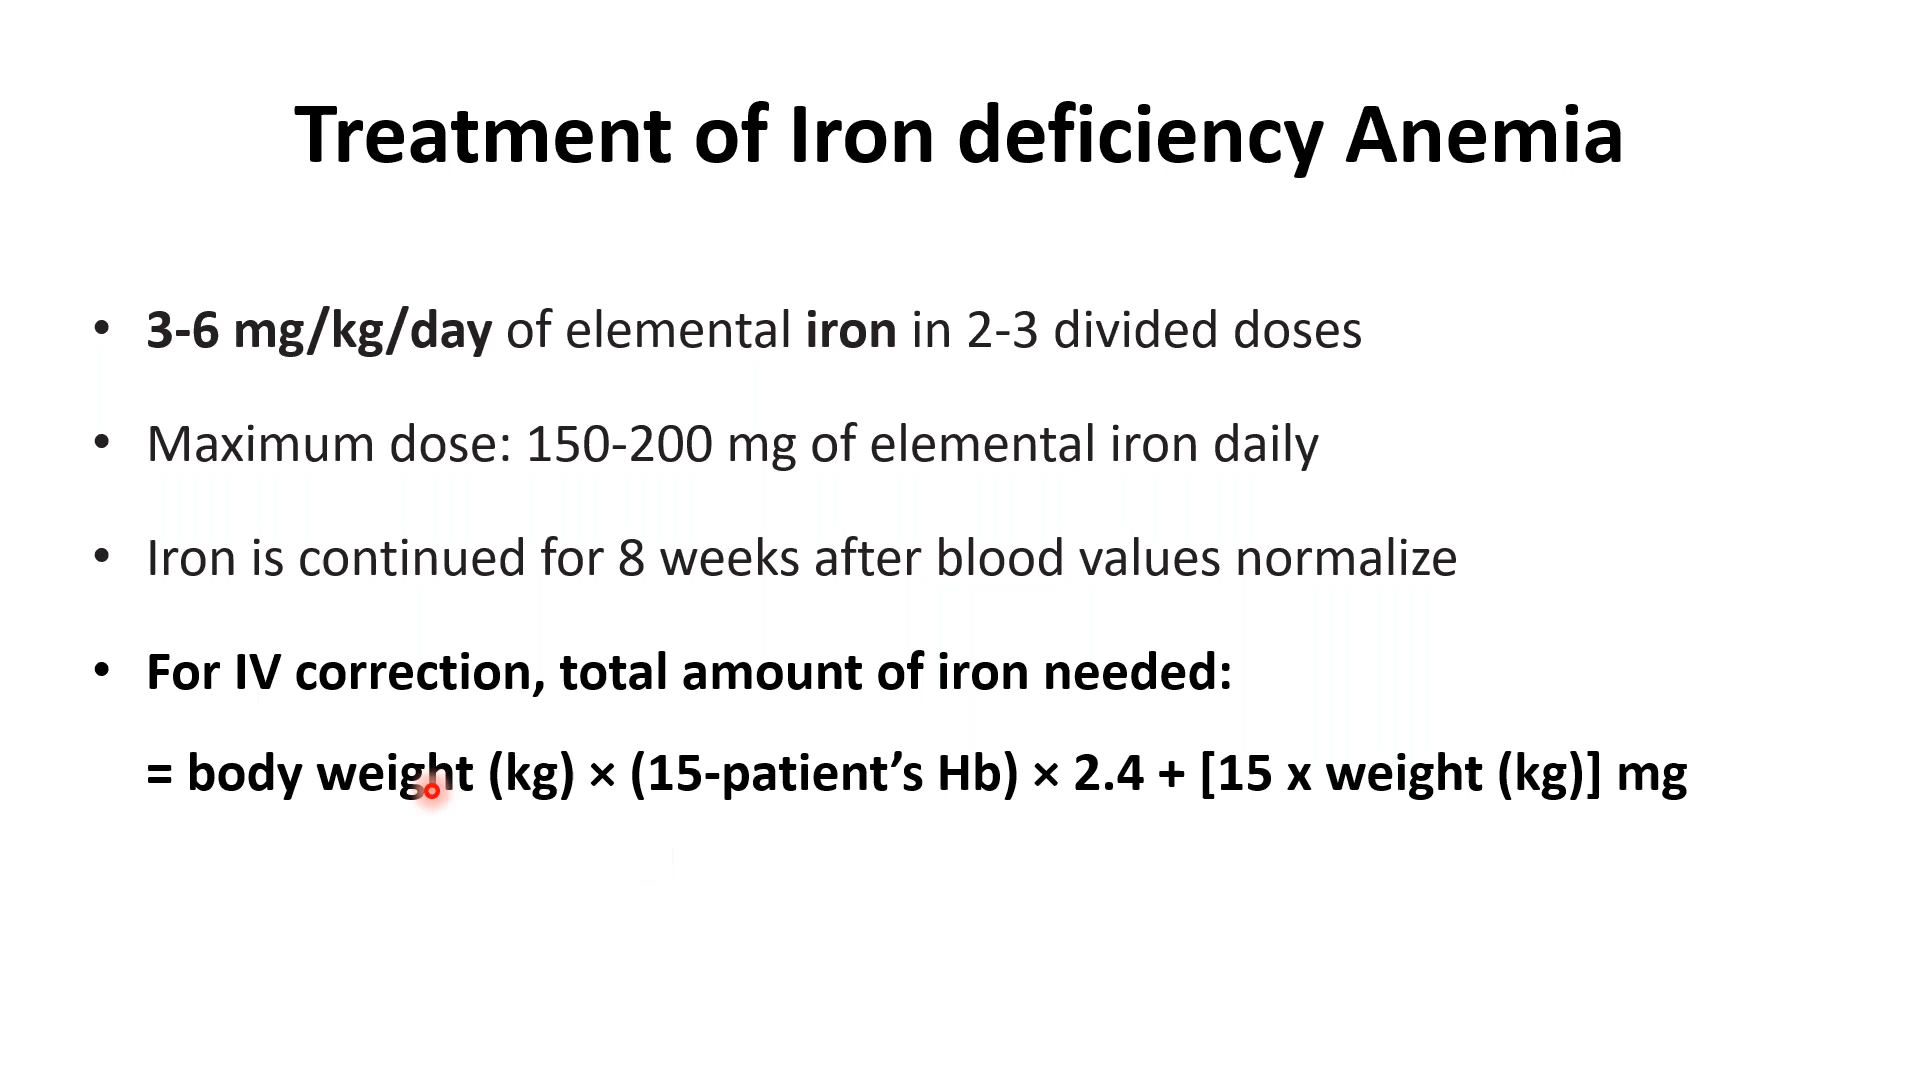 Treatment of Iron deficiency Anemia
• 3-6 mg/kg/day of elemental iron in 2-3 divided doses
• Maximum dose: 150-200 mg of elemental iron daily
• Iron is continued for 8 weeks after blood values normalize
• For IV correction, total amount of iron needed:
= body weight (kg) × (15-patient’s Hb) × 2.4 + [15 x weight (kg)] mg